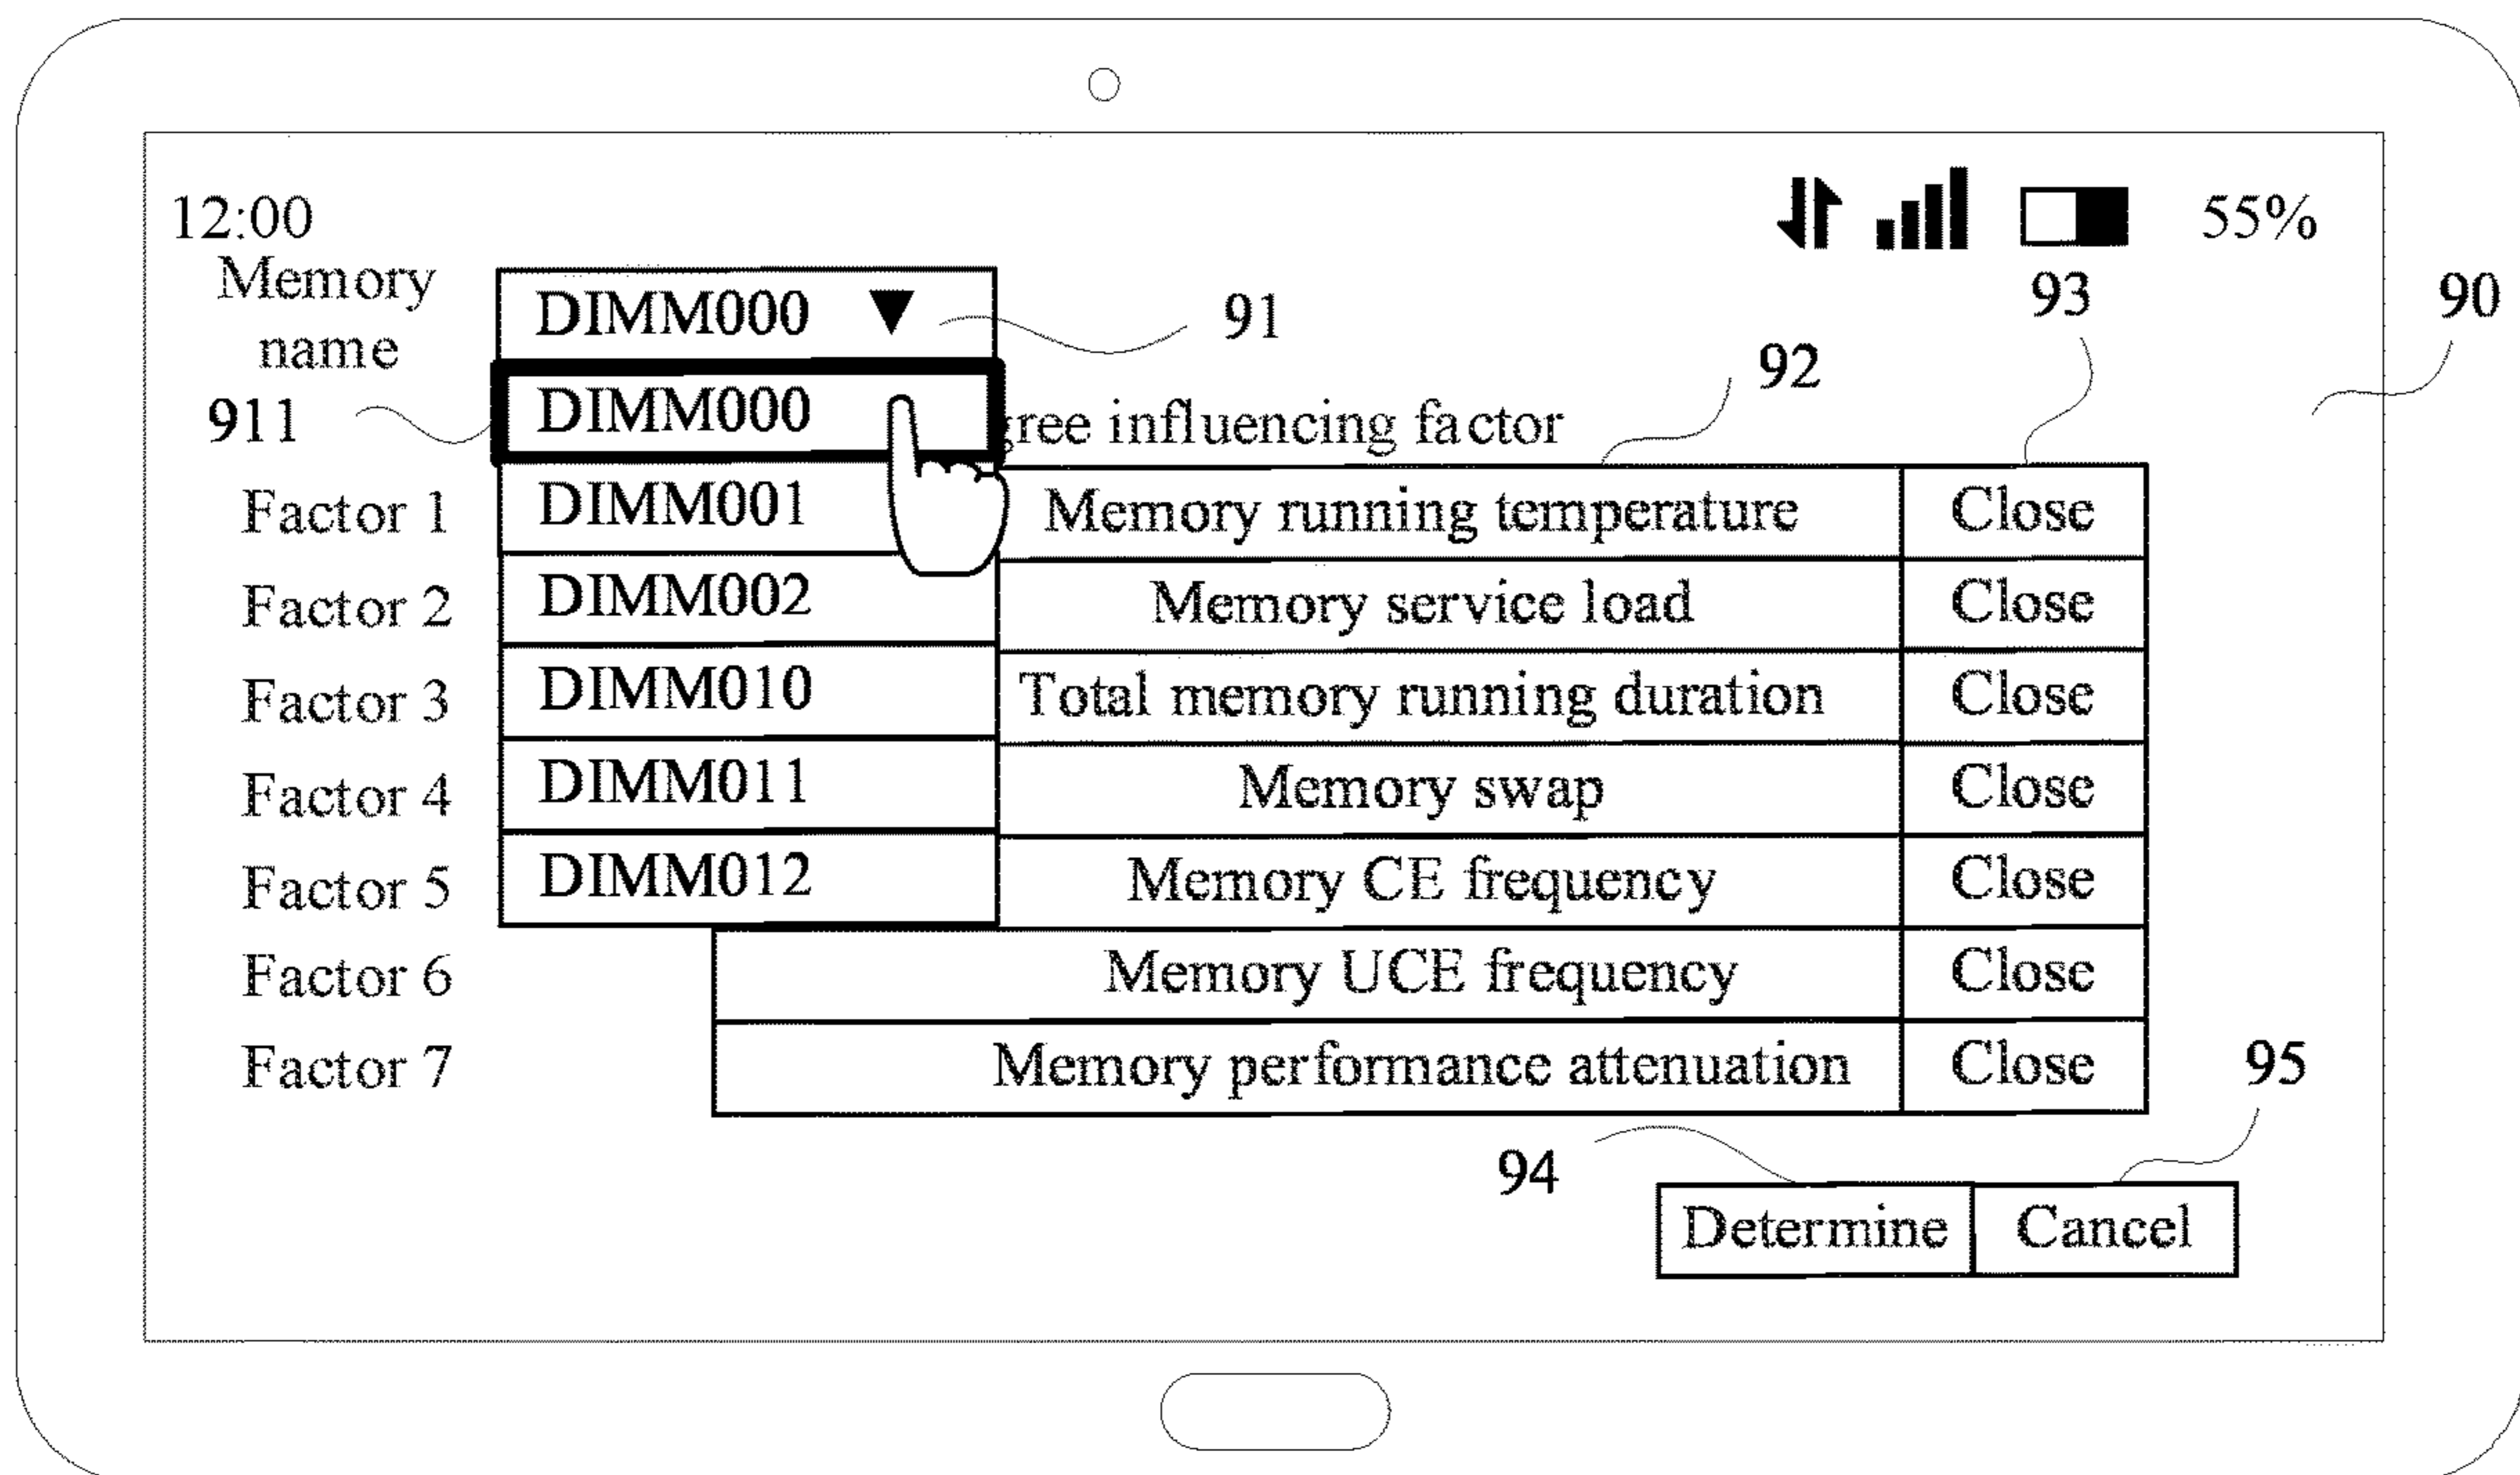 12:00 55%
Memory
name
DIMM000
91
93
90
92
911
DIMM000
influencing factor
Factor 1 DIMM001 Memory running temperature Close
Factor 2 DIMM002 Memory service load Close
Factor 3 DIMM010 Total memory running duration Close
Factor 4 DIMM011 Memory swap Close
Factor 5 DIMM012 Memory CE frequency Close
Factor 6 Memory UCE frequency Close
Factor 7 Memory performance attenuation Close
95
94
Determine Cancel